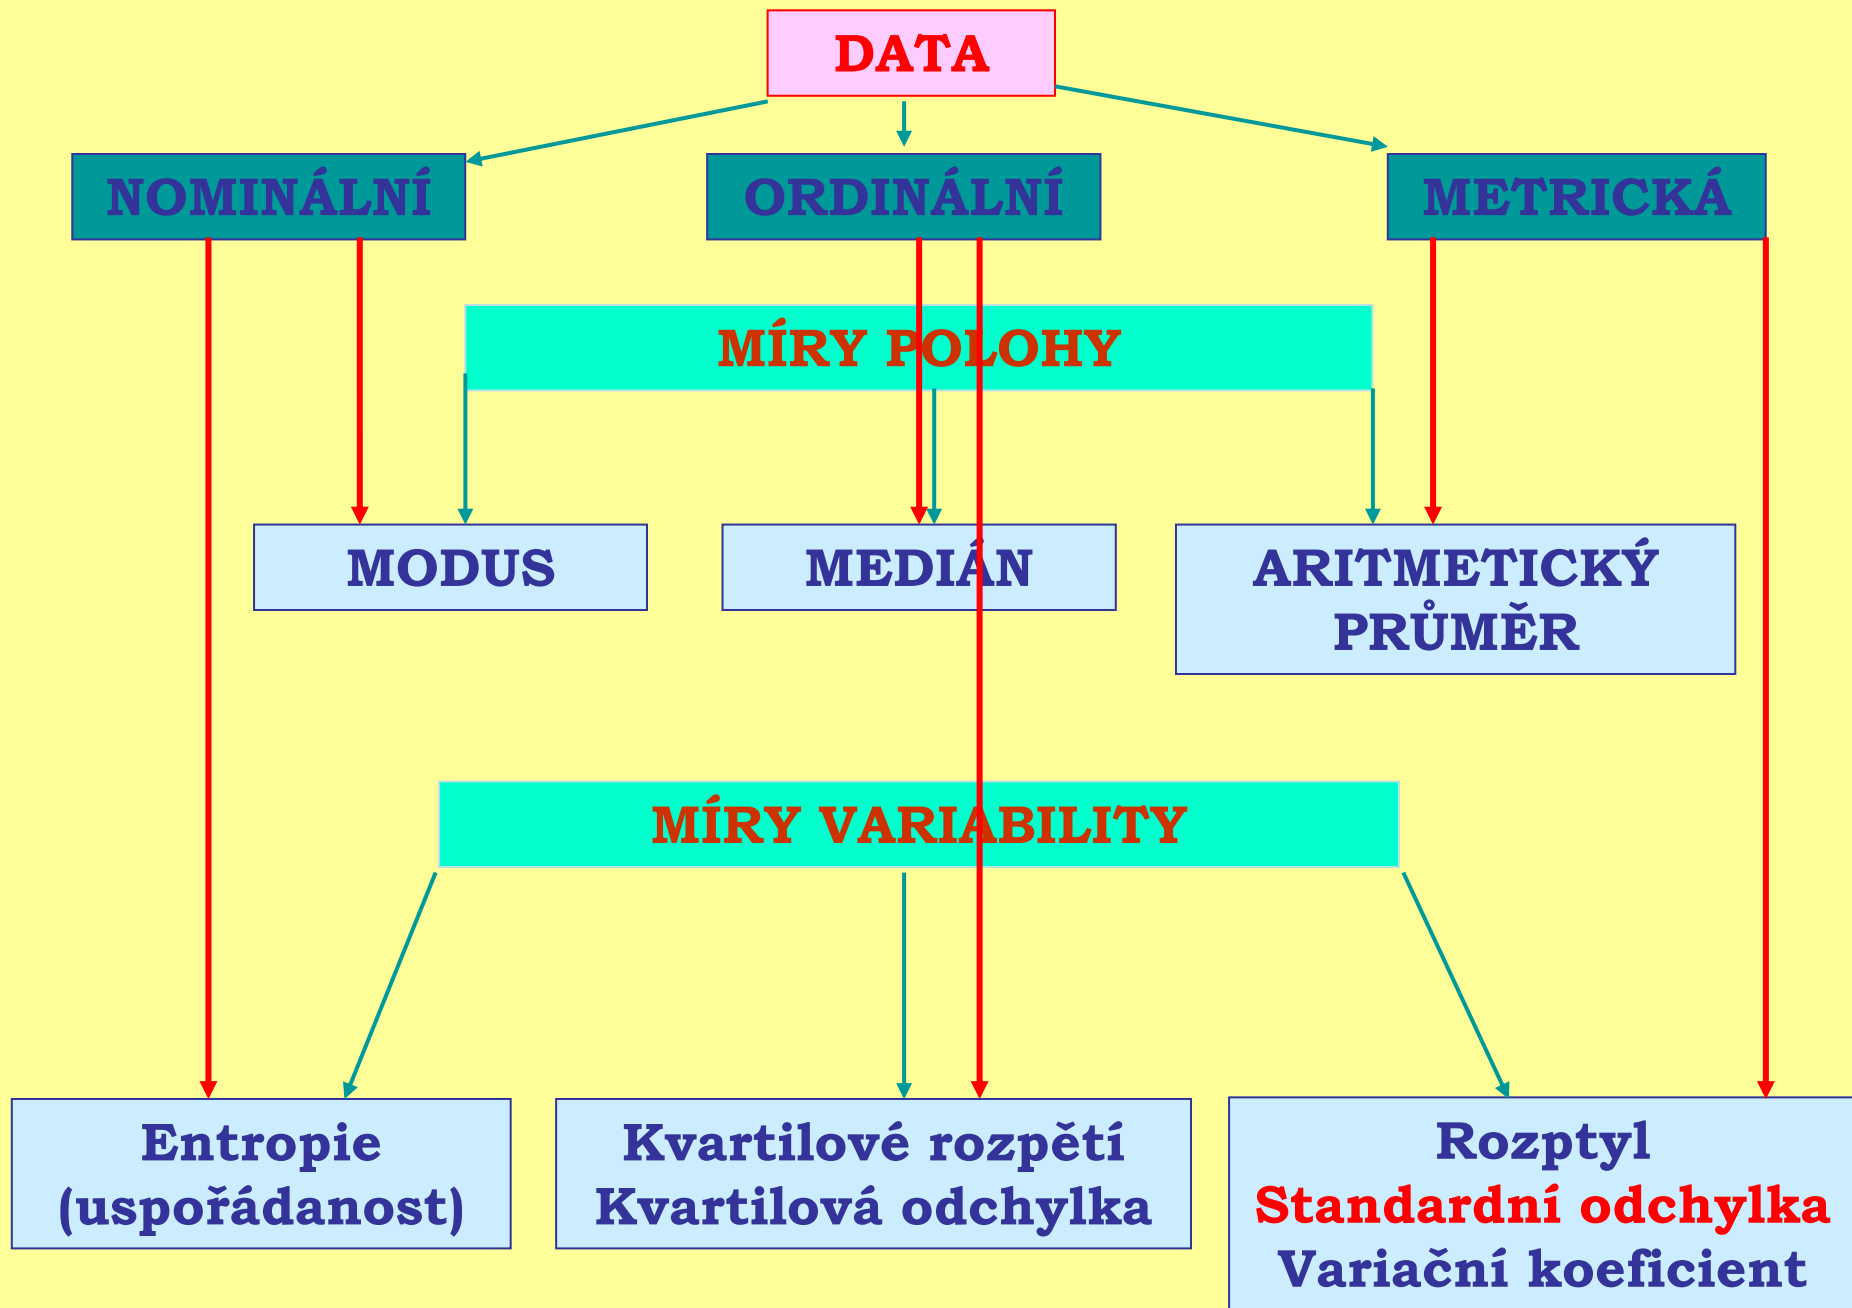 DATA
NOMINÁLNÍ
ORDINÁLNÍ
METRICKÁ
MÍRY POLOHY
MODUS
MEDIÁN
ARITMETICKÝ
PRŮMĚR
MÍRY VARIABILITY
Entropie
(uspořádanost)
Kvartilové rozpětí
Kvartilová odchylka
Rozptyl
Standardní odchylka
Variační koeficient